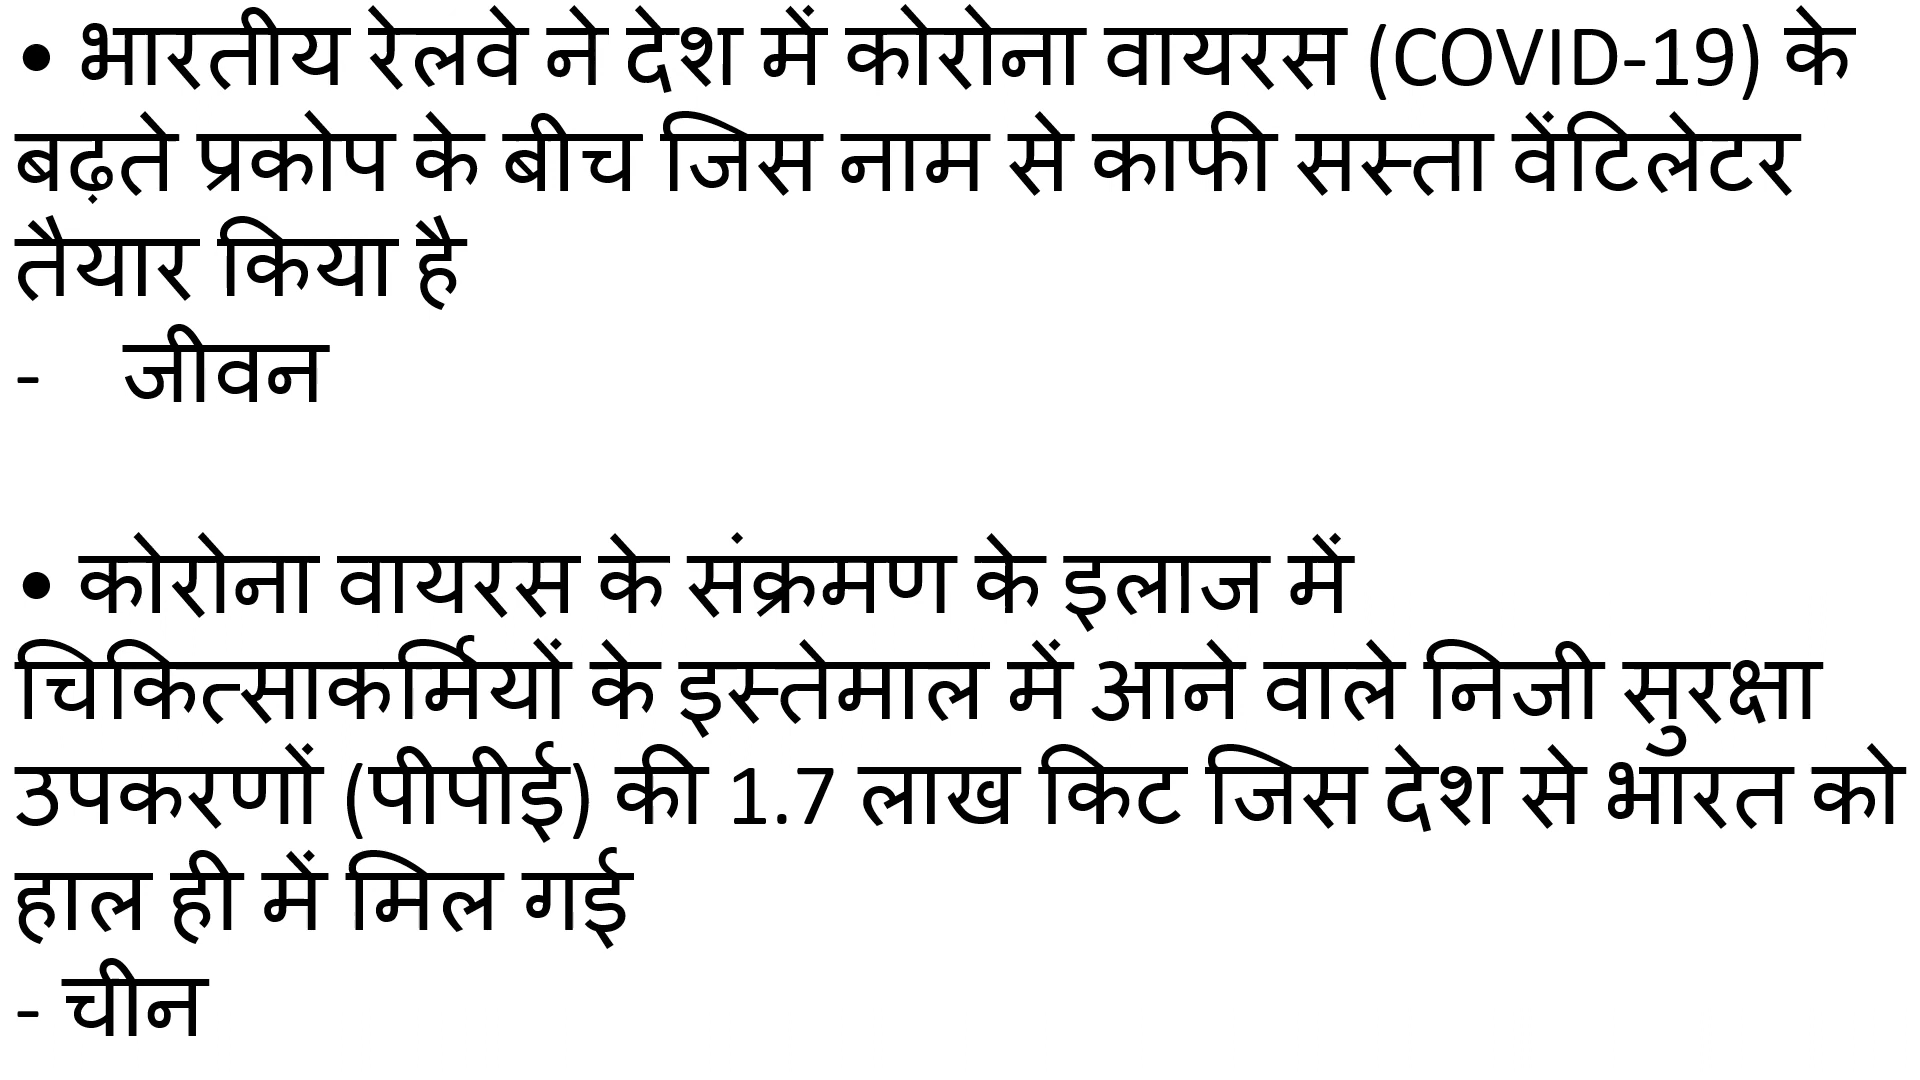 • भारतीय रेलवे ने देश में कोरोना वायरस (COVID-19) के
बढ़ते प्रकोप के बीच जिस नाम से काफी सस्ता वेंटिलेटर
तैयार किया है
- जीवन
• कोरोना वायरस के संक्रमण के इलाज में
चिकित्साकर्मियों के इस्तेमाल में आने वाले निजी सुरक्षा
उपकरणों (पीपीई) की 1.7 लाख किट जिस देश से भारत को
हाल ही में मिल गई
- चीन